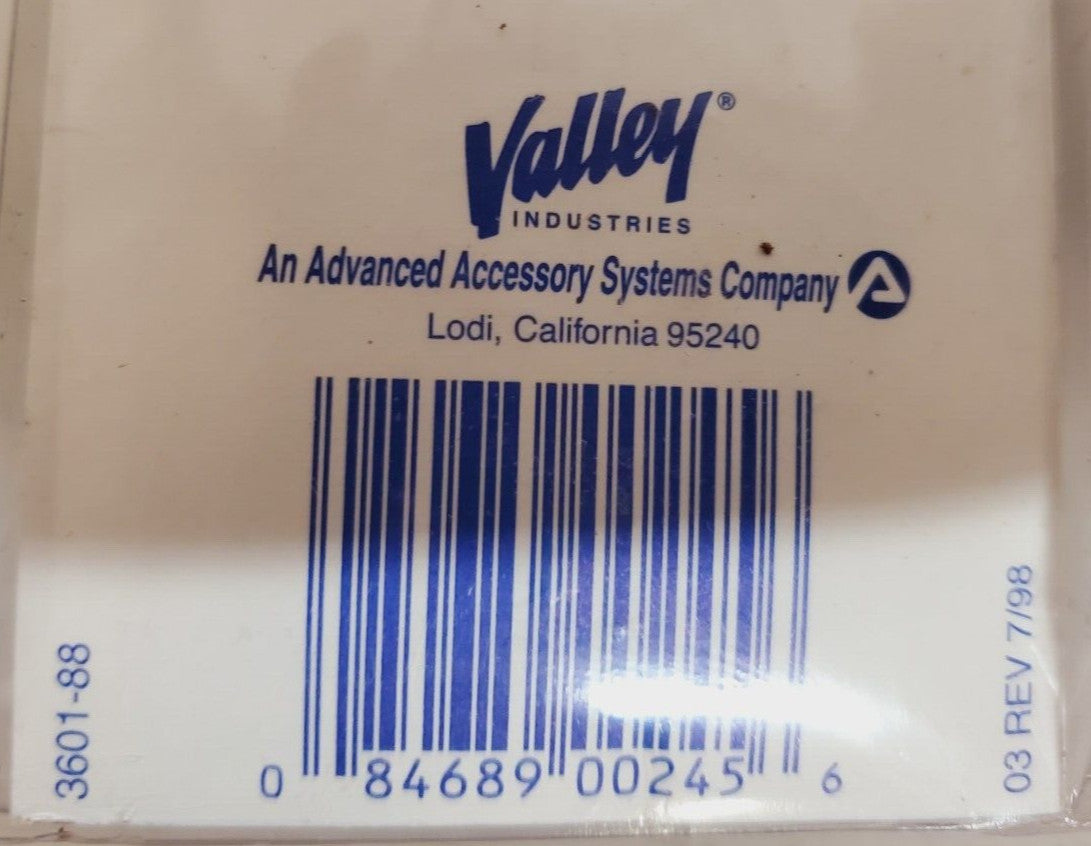 Valley®
INDUSTRIES
An Advanced Accessory Systems Company
Lodi, California 95240
3601-88
03 REV 7/98
0 84689 00245 6